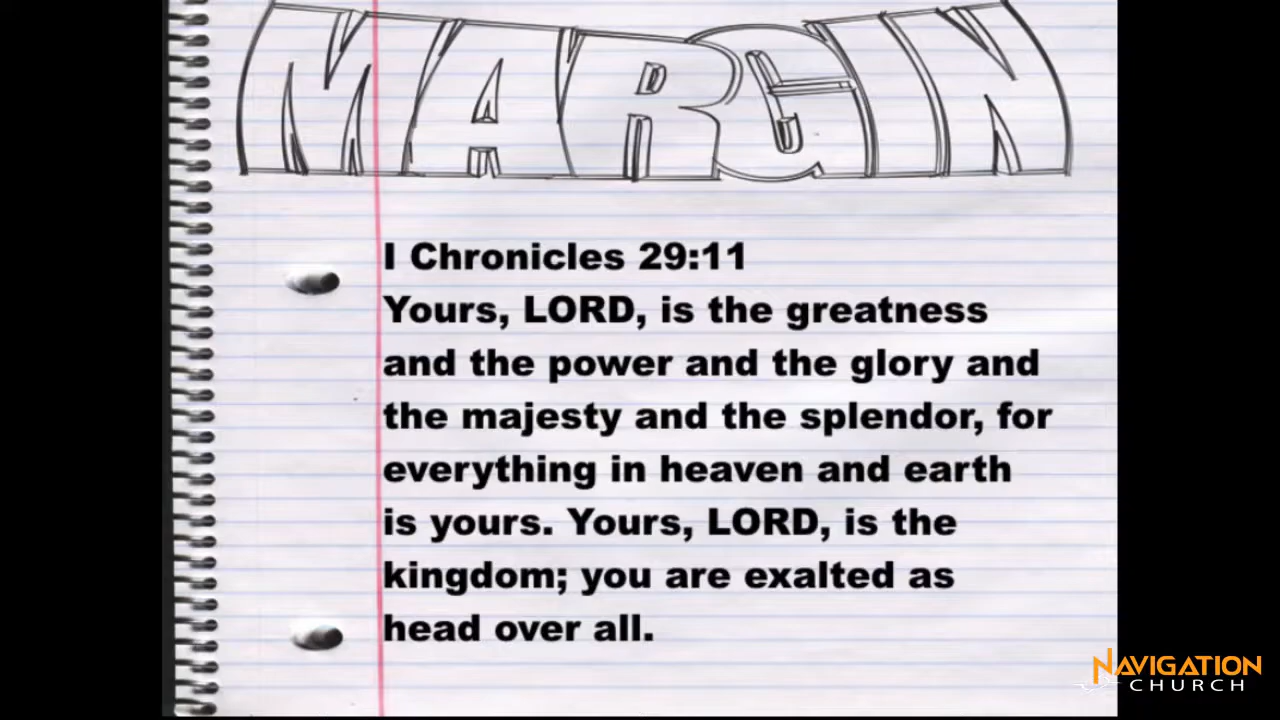 MARGIN
I Chronicles 29:11
Yours, LORD, is the greatness
and the power and the glory and
the majesty and the splendor, for
everything in heaven and earth
is yours. Yours, LORD, is the
kingdom; you are exalted as
head over all.
NAVIGATION
CHURCH